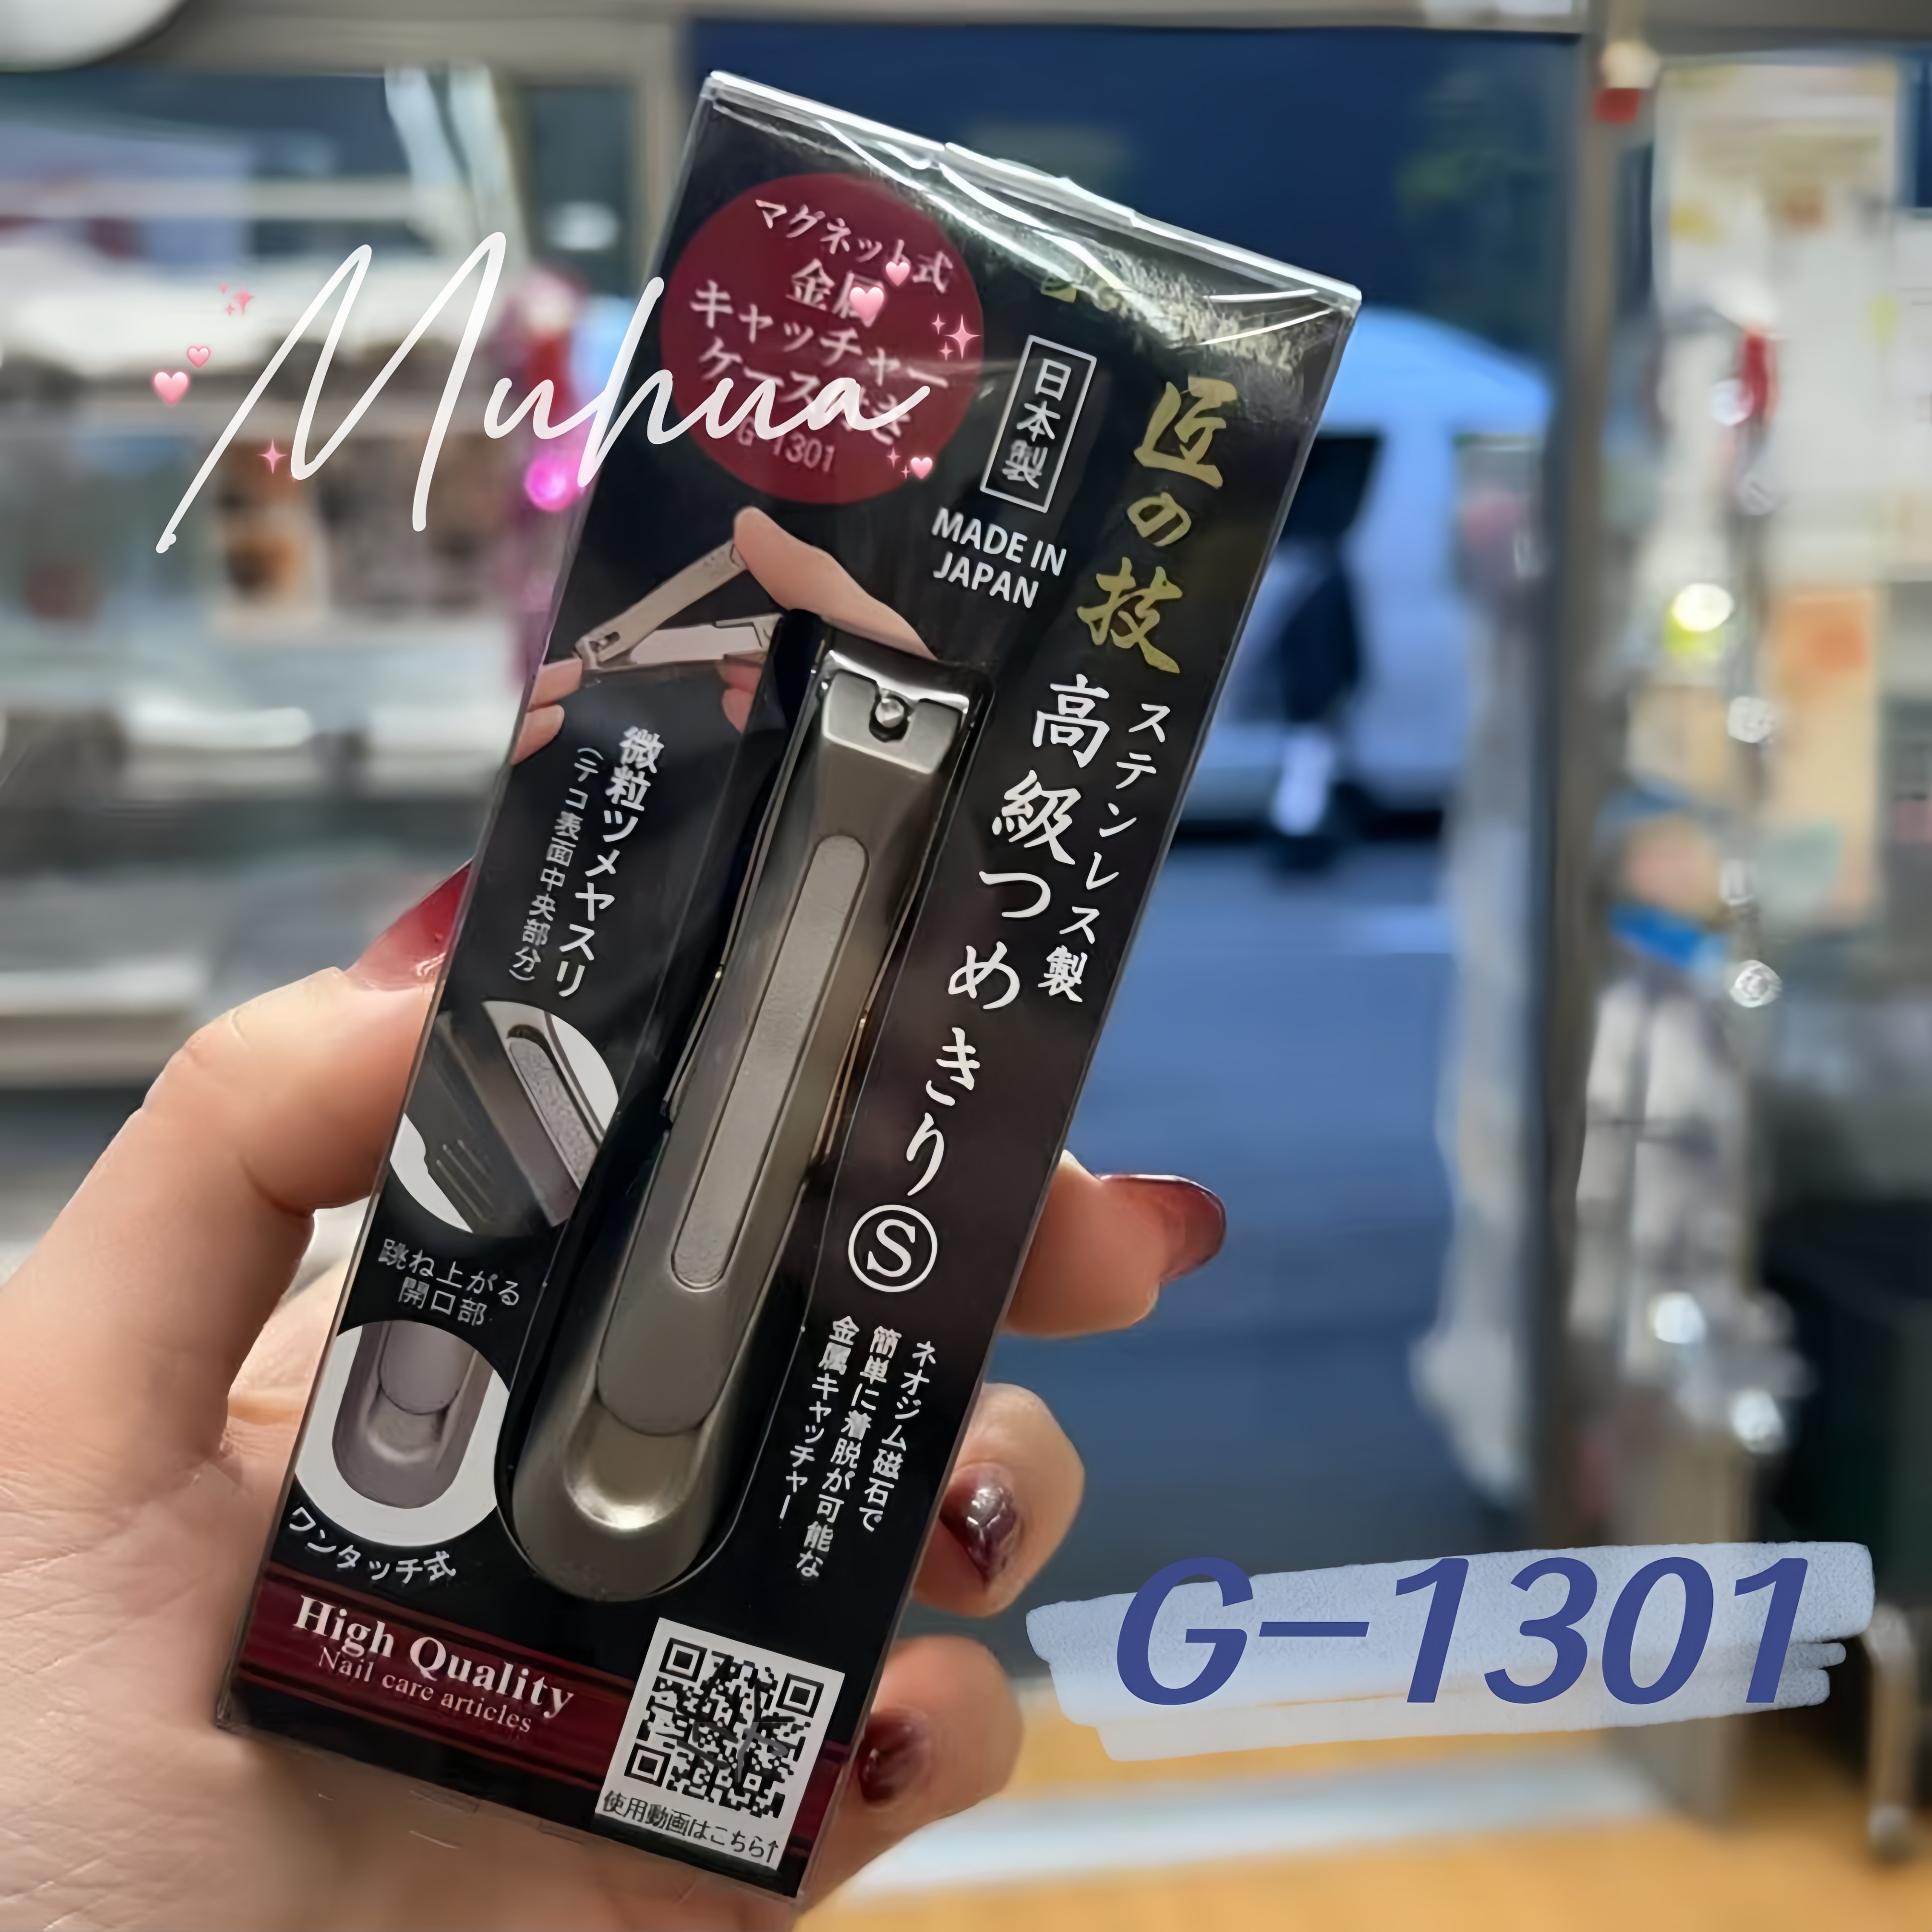 Muhua
マグネット式
金属
キャッチャー
G-1301
日本製
MADE IN
JAPAN
匠の技
ステンレス製
高級つめきりⓈ
微粒ツメヤスリ
(テコ表面中央部分)
跳ね上がる
開口部
ワンタッチ式
ネオジム磁石で
簡単に着脱が可能な
金属キャッチャー
High Quality
Nail care articles
使用動画はこちら↑
G-1301